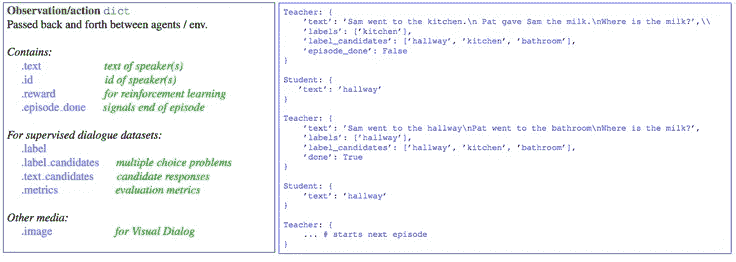 Observation/action dict
Passed back and forth between agents / env.
Contains:
.text text of speaker(s)
.id id of speaker(s)
.reward for reinforcement learning
.episode_done signals end of episode
For supervised dialogue datasets:
.label
.label_candidates multiple choice problems
.text_candidates candidate responses
.metrics evaluation metrics
Other media:
.image for Visual Dialog
Teacher: {
'text': 'Sam went to the kitchen.\n Pat gave Sam the milk.\nWhere is the milk?',\\
'labels': ['kitchen'],
'label_candidates': ['hallway', 'kitchen', 'bathroom'],
'episode_done': False
}
Student: {
'text': 'hallway'
}
Teacher: {
'text': 'Sam went to the hallway\nPat went to the bathroom\nWhere is the milk?',
'labels': ['hallway'],
'label_candidates': ['hallway', 'kitchen', 'bathroom'],
'done': True
}
Student: {
'text': 'hallway'
}
Teacher: {
... # starts next episode
}